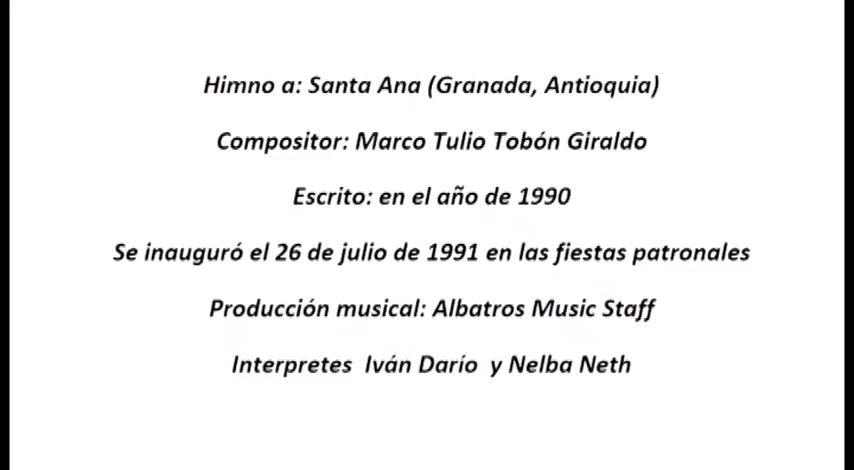 Himno a: Santa Ana (Granada, Antioquia)
Compositor: Marco Tulio Tobón Giraldo
Escrito: en el año de 1990
Se inauguró el 26 de julio de 1991 en las fiestas patronales
Producción musical: Albatros Music Staff
Interpretes Iván Darío y Nelba Neth